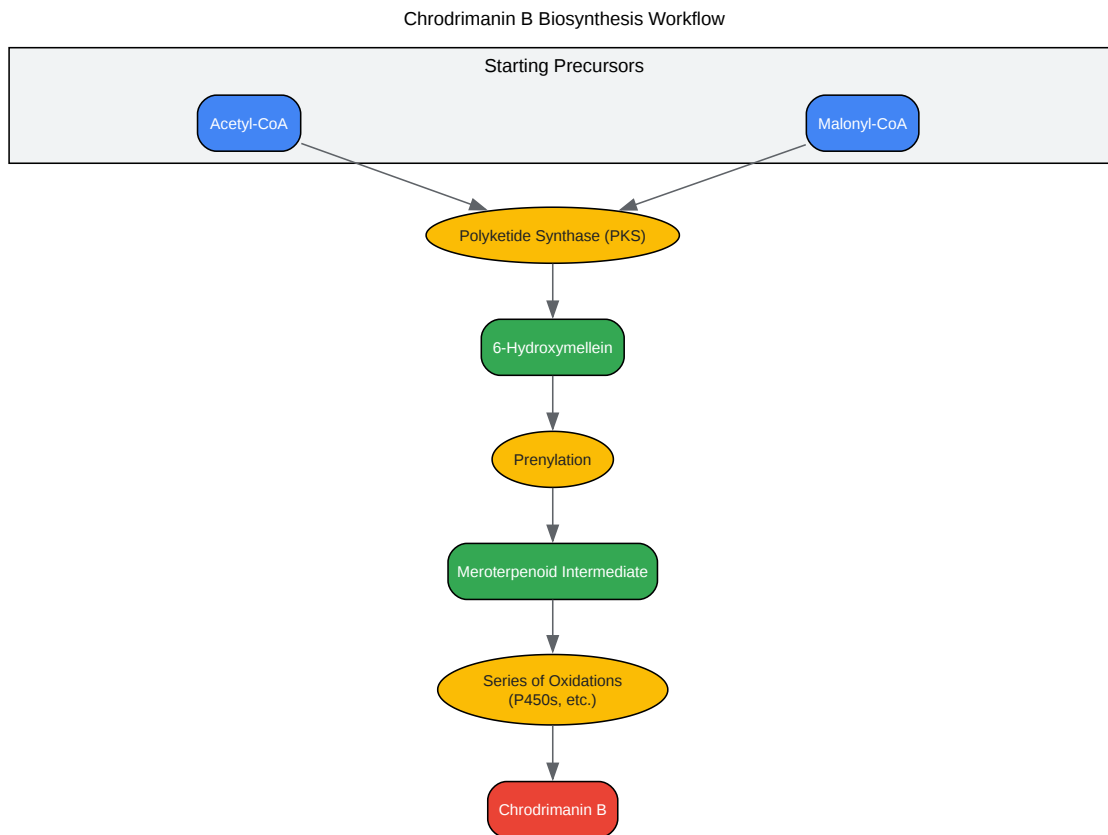 Chrodrimanin B Biosynthesis Workflow
Starting Precursors
Acetyl-CoA
Malonyl-CoA
Polyketide Synthase (PKS)
6-Hydroxymellein
Prenylation
Meroterpenoid Intermediate
Series of Oxidations
(P450s, etc.)
Chrodrimanin B